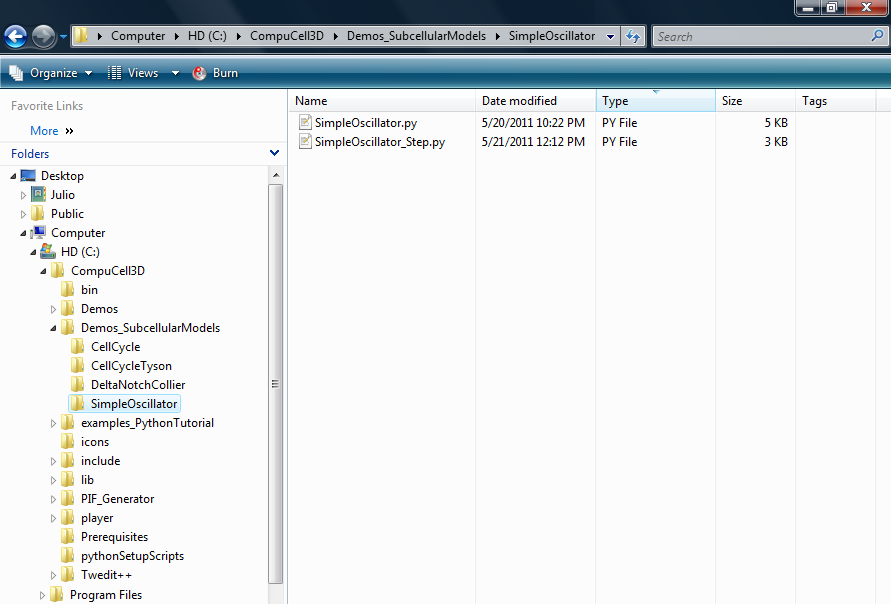 Computer HD (C:) CompuCell3D Demos_SubcellularModels SimpleOscillator Search
Organize Views Burn
Favorite Links
More »
Folders
Desktop
Julio
Public
Computer
HD (C:)
CompuCell3D
bin
Demos
Demos_SubcellularModels
CellCycle
CellCycleTyson
DeltaNotchCollier
SimpleOscillator
examples_PythonTutorial
icons
include
lib
PIF_Generator
player
Prerequisites
pythonSetupScripts
Twedit++
Program Files
Name Date modified Type Size Tags
SimpleOscillator.py 5/20/2011 10:22 PM PY File 5 KB
SimpleOscillator_Step.py 5/21/2011 12:12 PM PY File 3 KB